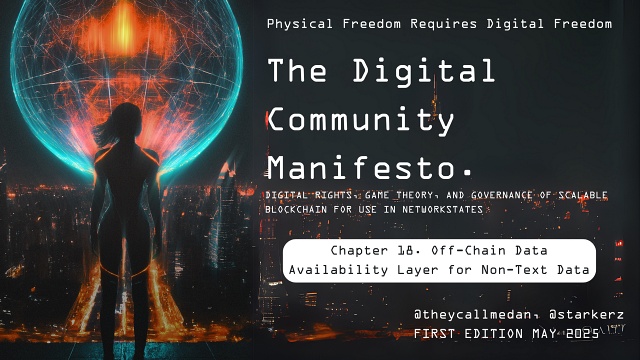 Physical Freedom Requires Digital Freedom
The Digital
Community
Manifesto.
DIGITAL RIGHTS, GAME THEORY, AND GOVERNANCE OF SCALABLE
BLOCKCHAIN FOR USE IN NETWORKSTATES
Chapter 18. Off-Chain Data
Availability Layer for Non-Text Data
@theycallmedan, @starkerz
FIRST EDITION MAY 2025